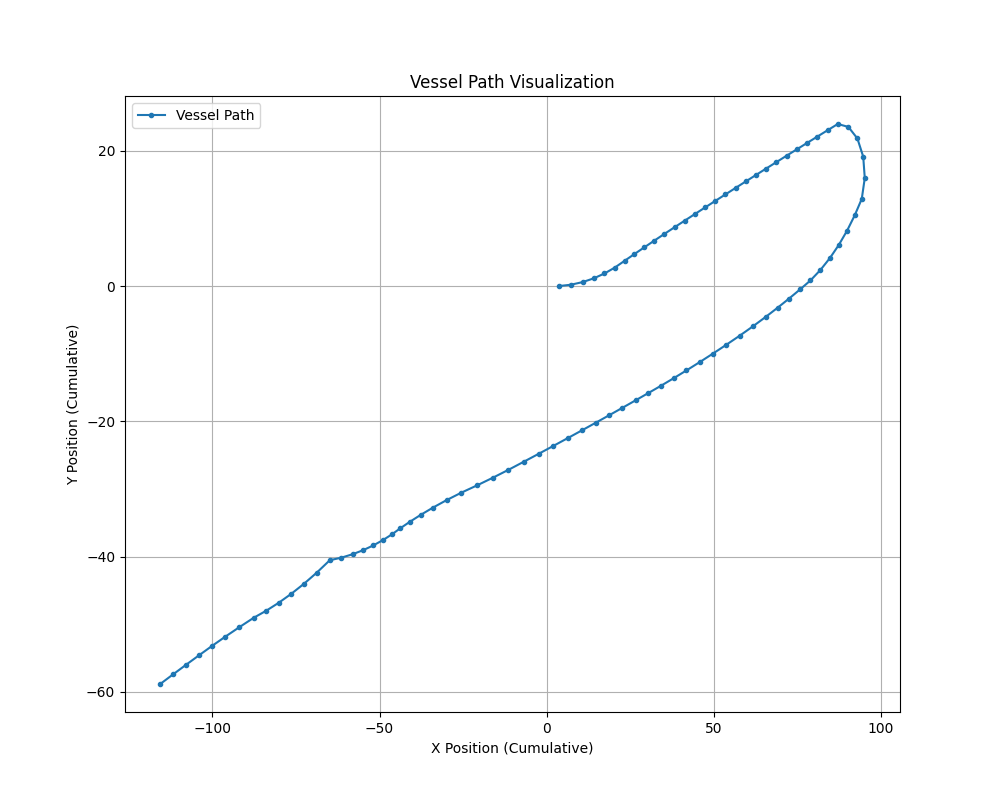 Vessel Path Visualization
Vessel Path
20
0
−20
−40
−60
Y Position (Cumulative)
−100
−50
0
50
100
X Position (Cumulative)